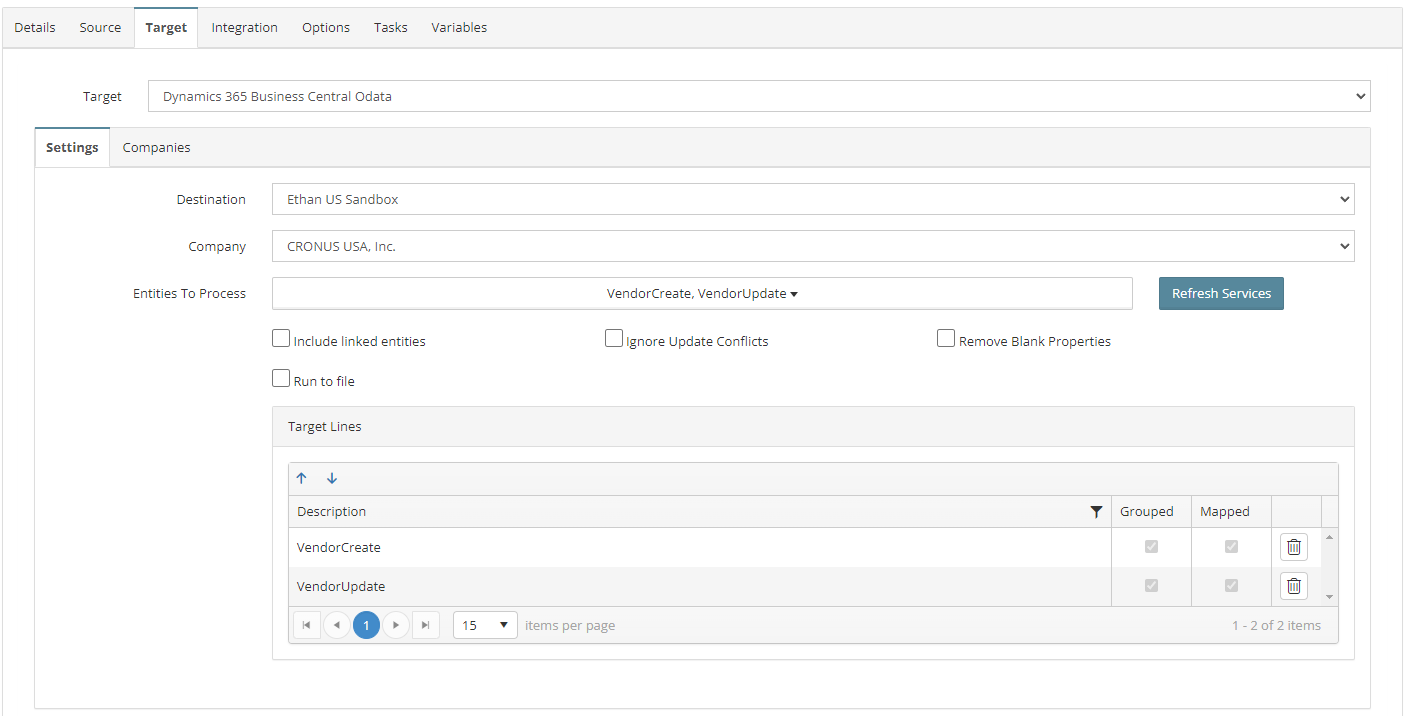 Details Source Target Integration Options Tasks Variables
Target Dynamics 365 Business Central Odata
Settings Companies
Destination Ethan US Sandbox
Company CRONUS USA, Inc.
Entities To Process VendorCreate, VendorUpdate Refresh Services
Include linked entities Ignore Update Conflicts Remove Blank Properties
Run to file
Target Lines
Description Grouped Mapped
VendorCreate
VendorUpdate
1 15 items per page 1 - 2 of 2 items